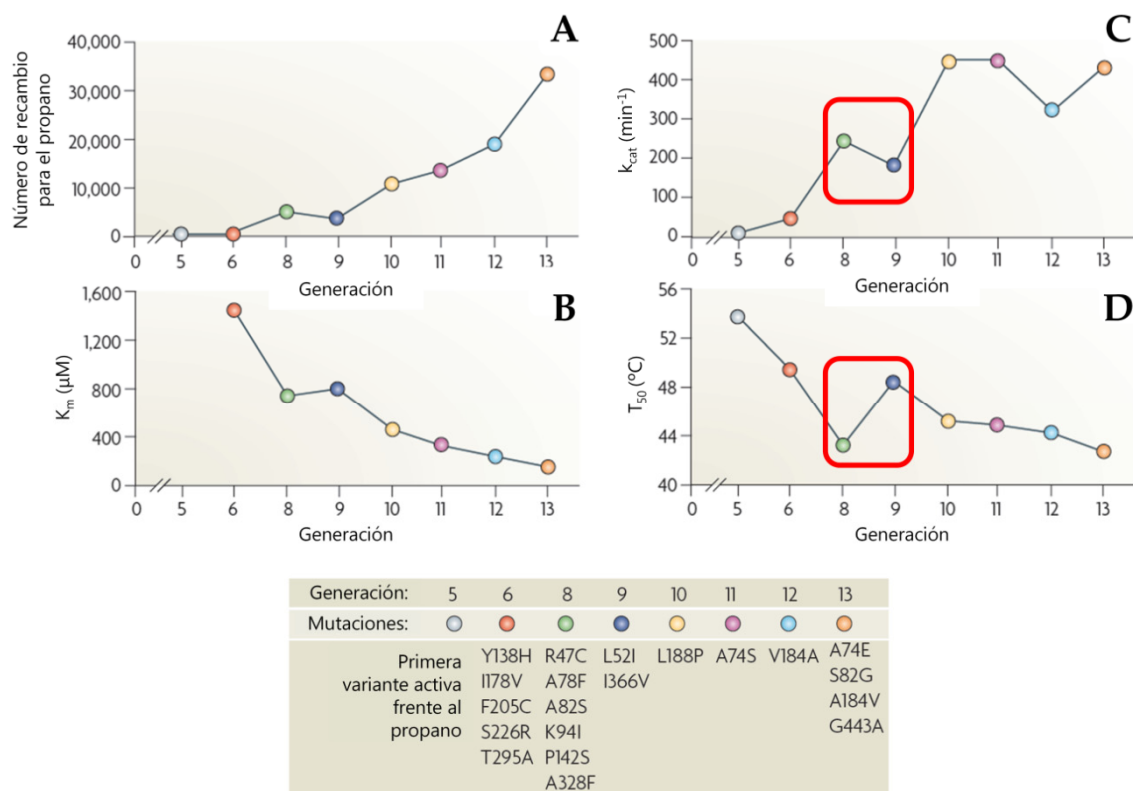 A
Número de recambio
para el propano
40,000
30,000
20,000
10,000
0
0 5 6 8 9 10 11 12 13
Generación
C
k_cat (min⁻¹)
500
400
300
200
100
0
0 5 6 8 9 10 11 12 13
Generación
B
K_m (μM)
1,600
1,200
800
400
0
0 5 6 8 9 10 11 12 13
Generación
D
T_50 (ºC)
56
52
48
44
40
0 5 6 8 9 10 11 12 13
Generación
Generación: 5 6 8 9 10 11 12 13
Mutaciones:
Primera
variante activa
frente al
propano
Y138H R47C L52I L188P A74S V184A A74E
I178V A78F I366V S82G
F205C A82S A184V
S226R K94I G443A
T295A P142S
A328F